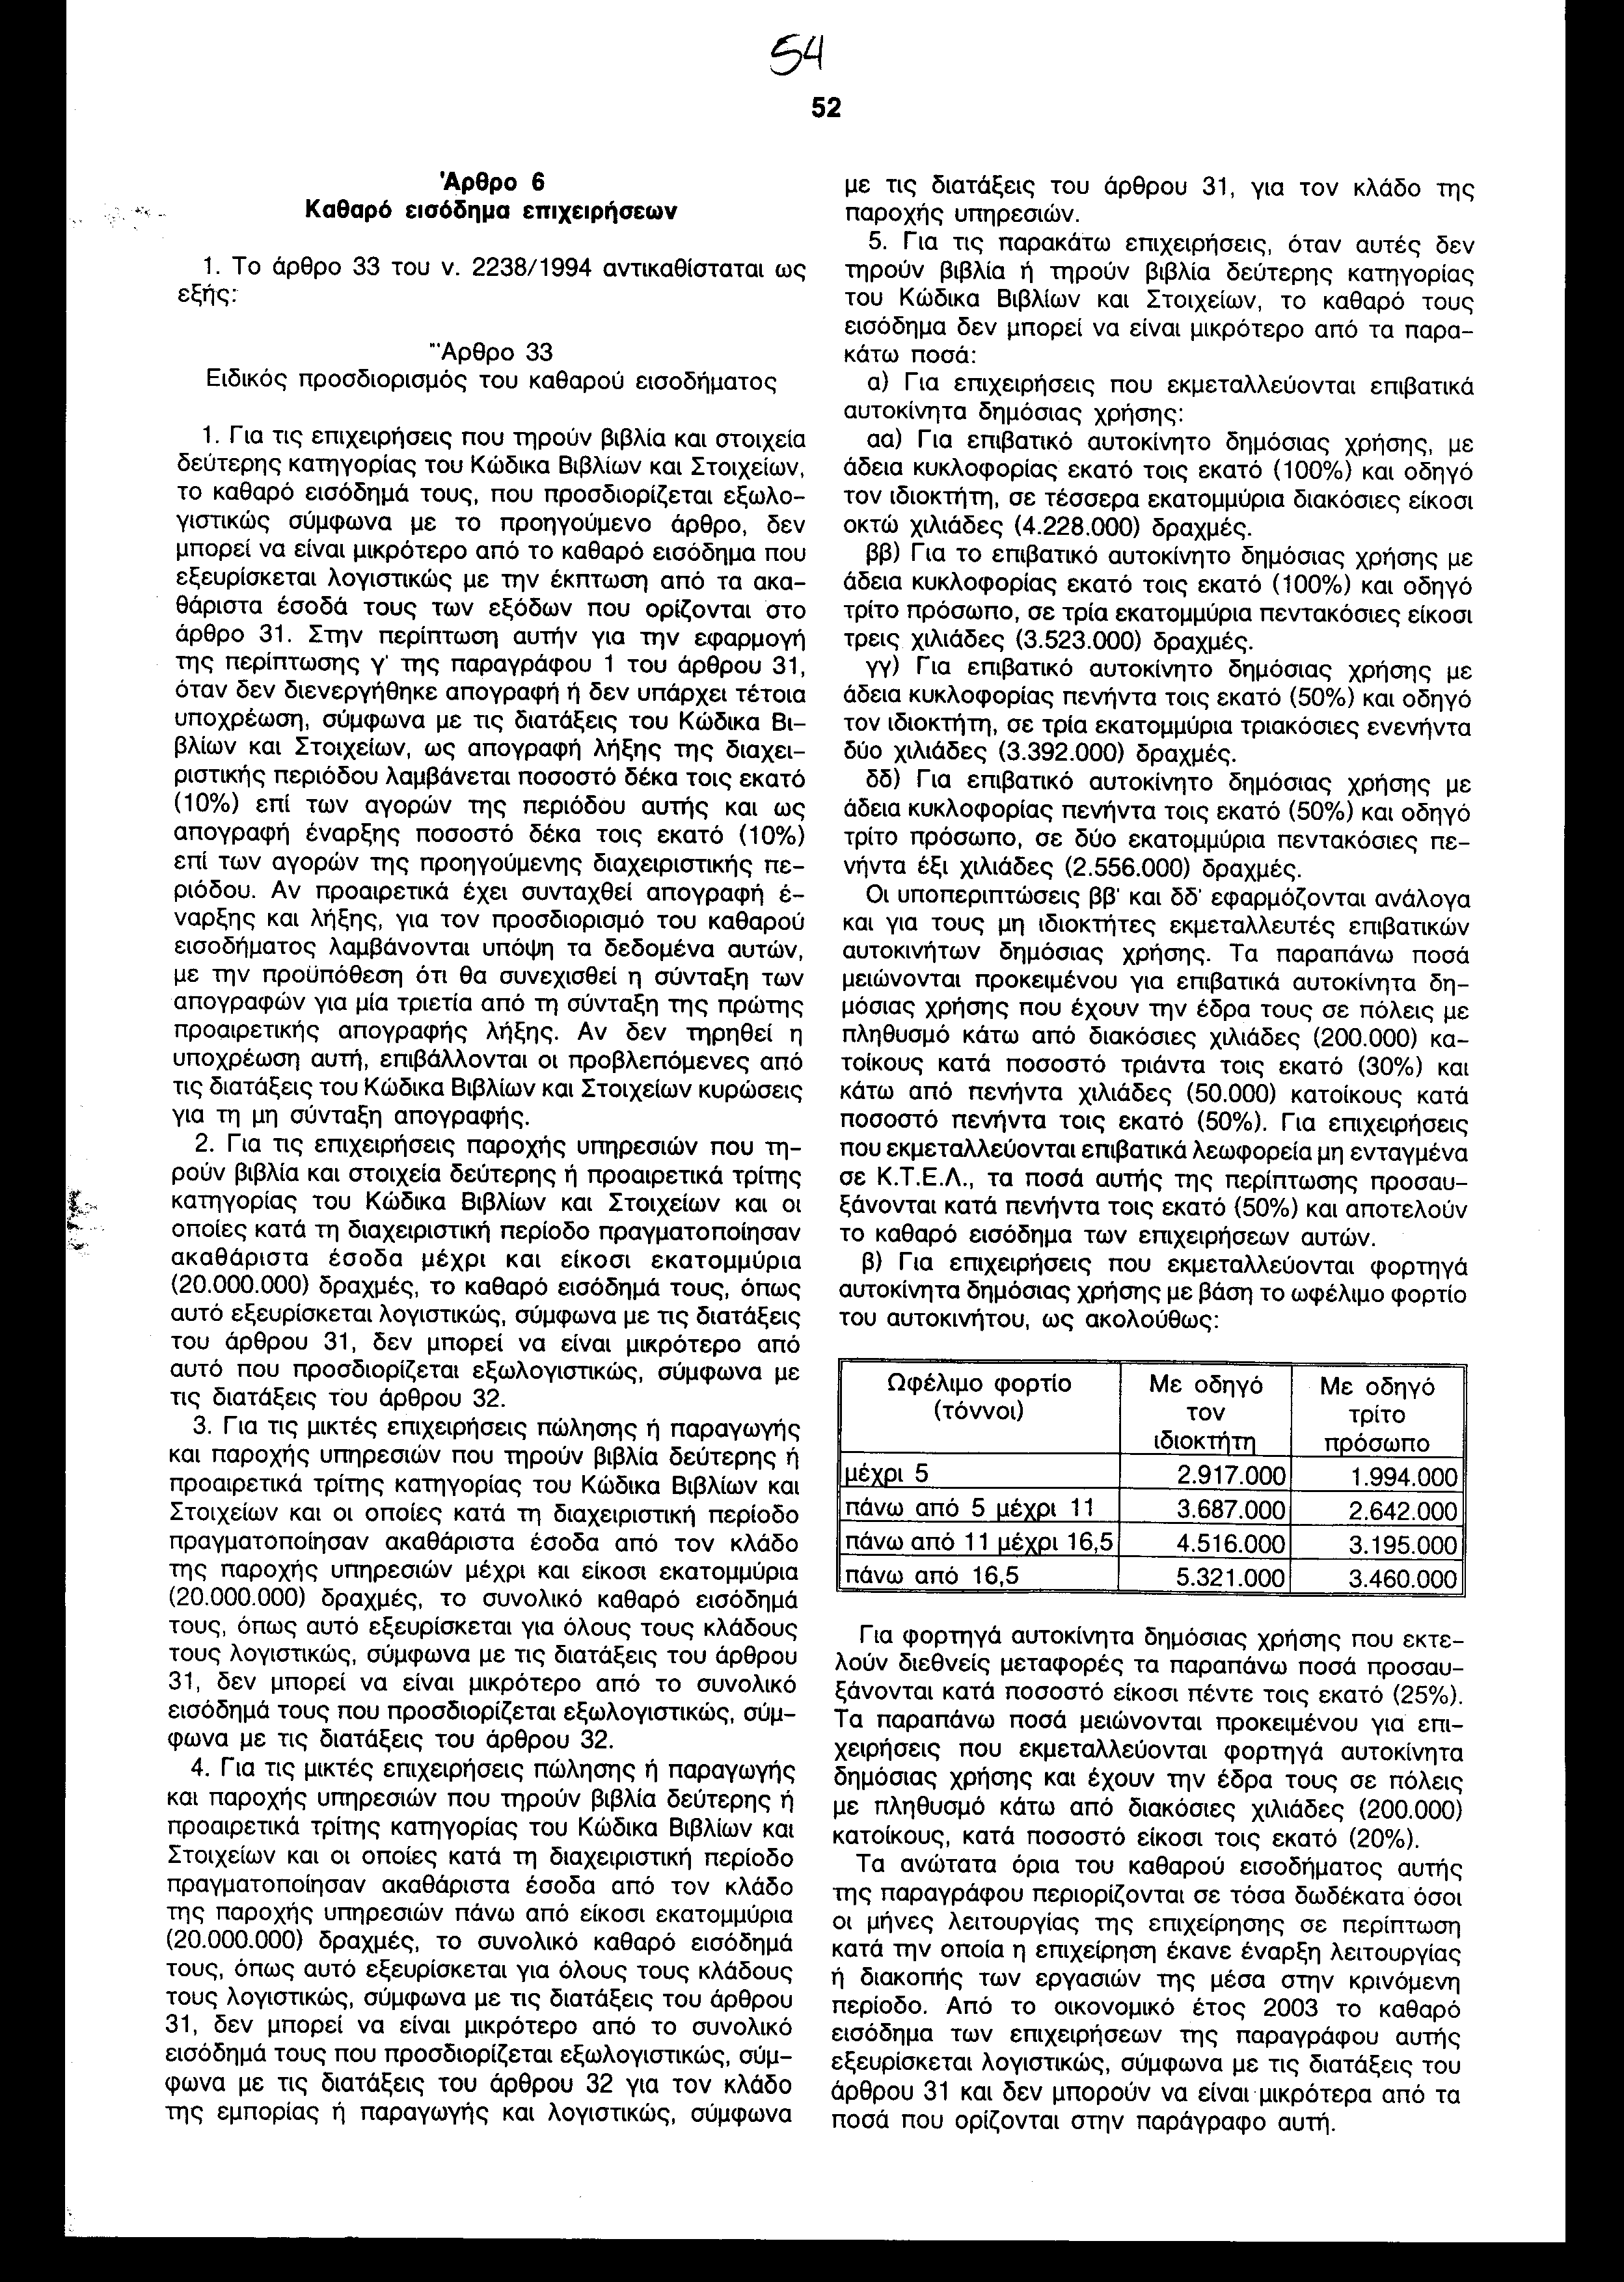 54
52
Άρθρο 6
Καθαρό εισόδημα επιχειρήσεων
1. Το άρθρο 33 του ν. 2238/1994 αντικαθίσταται ως
εξής:
"Άρθρο 33
Ειδικός προσδιορισμός του καθαρού εισοδήματος
1. Για τις επιχειρήσεις που τηρούν βιβλία και στοιχεία
δεύτερης κατηγορίας του Κώδικα Βιβλίων και Στοιχείων,
το καθαρό εισόδημά τους, που προσδιορίζεται εξωλο-
γιστικώς σύμφωνα με το προηγούμενο άρθρο, δεν
μπορεί να είναι μικρότερο από το καθαρό εισόδημα που
εξευρίσκεται λογιστικώς με την έκπτωση από τα ακα-
θάριστα έσοδά τους των εξόδων που ορίζονται στο
άρθρο 31. Στην περίπτωση αυτήν για την εφαρμογή
της περίπτωσης γ' της παραγράφου 1 του άρθρου 31,
όταν δεν διενεργήθηκε απογραφή ή δεν υπάρχει τέτοια
υποχρέωση, σύμφωνα με τις διατάξεις του Κώδικα Βι-
βλίων και Στοιχείων, ως απογραφή λήξης της διαχει-
ριστικής περιόδου λαμβάνεται ποσοστό δέκα τοις εκατό
(10%) επί των αγορών της περιόδου αυτής και ως
απογραφή έναρξης ποσοστό δέκα τοις εκατό (10%)
επί των αγορών της προηγούμενης διαχειριστικής πε-
ριόδου. Αν προαιρετικά έχει συνταχθεί απογραφή έ-
ναρξης και λήξης, για τον προσδιορισμό του καθαρού
εισοδήματος λαμβάνονται υπόψη τα δεδομένα αυτών,
με την προϋπόθεση ότι θα συνεχισθεί η σύνταξη των
απογραφών για μία τριετία από τη σύνταξη της πρώτης
προαιρετικής απογραφής λήξης. Αν δεν τηρηθεί η
υποχρέωση αυτή, επιβάλλονται οι προβλεπόμενες από
τις διατάξεις του Κώδικα Βιβλίων και Στοιχείων κυρώσεις
για τη μη σύνταξη απογραφής.
2. Για τις επιχειρήσεις παροχής υπηρεσιών που τη-
ρούν βιβλία και στοιχεία δεύτερης ή προαιρετικά τρίτης
κατηγορίας του Κώδικα Βιβλίων και Στοιχείων και οι
οποίες κατά τη διαχειριστική περίοδο πραγματοποίησαν
ακαθάριστα έσοδα μέχρι και είκοσι εκατομμύρια
(20.000.000) δραχμές, το καθαρό εισόδημά τους, όπως
αυτό εξευρίσκεται λογιστικώς, σύμφωνα με τις διατάξεις
του άρθρου 31, δεν μπορεί να είναι μικρότερο από
αυτό που προσδιορίζεται εξωλογιστικώς, σύμφωνα με
τις διατάξεις του άρθρου 32.
3. Για τις μικτές επιχειρήσεις πώλησης ή παραγωγής
και παροχής υπηρεσιών που τηρούν βιβλία δεύτερης ή
προαιρετικά τρίτης κατηγορίας του Κώδικα Βιβλίων και
Στοιχείων και οι οποίες κατά τη διαχειριστική περίοδο
πραγματοποίησαν ακαθάριστα έσοδα από τον κλάδο
της παροχής υπηρεσιών μέχρι και είκοσι εκατομμύρια
(20.000.000) δραχμές, το συνολικό καθαρό εισόδημά
τους, όπως αυτό εξευρίσκεται για όλους τους κλάδους
τους λογιστικώς, σύμφωνα με τις διατάξεις του άρθρου
31, δεν μπορεί να είναι μικρότερο από το συνολικό
εισόδημά τους που προσδιορίζεται εξωλογιστικώς, σύμ-
φωνα με τις διατάξεις του άρθρου 32.
4. Για τις μικτές επιχειρήσεις πώλησης ή παραγωγής
και παροχής υπηρεσιών που τηρούν βιβλία δεύτερης ή
προαιρετικά τρίτης κατηγορίας του Κώδικα Βιβλίων και
Στοιχείων και οι οποίες κατά τη διαχειριστική περίοδο
πραγματοποίησαν ακαθάριστα έσοδα από τον κλάδο
της παροχής υπηρεσιών πάνω από είκοσι εκατομμύρια
(20.000.000) δραχμές, το συνολικό καθαρό εισόδημά
τους, όπως αυτό εξευρίσκεται για όλους τους κλάδους
τους λογιστικώς, σύμφωνα με τις διατάξεις του άρθρου
31, δεν μπορεί να είναι μικρότερο από το συνολικό
εισόδημά τους που προσδιορίζεται εξωλογιστικώς, σύμ-
φωνα με τις διατάξεις του άρθρου 32 για τον κλάδο
της εμπορίας ή παραγωγής και λογιστικώς, σύμφωνα
με τις διατάξεις του άρθρου 31, για τον κλάδο της
παροχής υπηρεσιών.
5. Για τις παρακάτω επιχειρήσεις, όταν αυτές δεν
τηρούν βιβλία ή τηρούν βιβλία δεύτερης κατηγορίας
του Κώδικα Βιβλίων και Στοιχείων, το καθαρό τους
εισόδημα δεν μπορεί να είναι μικρότερο από τα παρα-
κάτω ποσά:
α) Για επιχειρήσεις που εκμεταλλεύονται επιβατικά
αυτοκίνητα δημόσιας χρήσης:
αα) Για επιβατικό αυτοκίνητο δημόσιας χρήσης, με
άδεια κυκλοφορίας εκατό τοις εκατό (100%) και οδηγό
τον ιδιοκτήτη, σε τέσσερα εκατομμύρια διακόσιες είκοσι
οκτώ χιλιάδες (4.228.000) δραχμές.
ββ) Για το επιβατικό αυτοκίνητο δημόσιας χρήσης με
άδεια κυκλοφορίας εκατό τοις εκατό (100%) και οδηγό
τρίτο πρόσωπο, σε τρία εκατομμύρια πεντακόσιες είκοσι
τρεις χιλιάδες (3.523.000) δραχμές.
γγ) Για επιβατικό αυτοκίνητο δημόσιας χρήσης με
άδεια κυκλοφορίας πενήντα τοις εκατό (50%) και οδηγό
τον ιδιοκτήτη, σε τρία εκατομμύρια τριακόσιες ενενήντα
δύο χιλιάδες (3.392.000) δραχμές.
δδ) Για επιβατικό αυτοκίνητο δημόσιας χρήσης με
άδεια κυκλοφορίας πενήντα τοις εκατό (50%) και οδηγό
τρίτο πρόσωπο, σε δύο εκατομμύρια πεντακόσιες πε-
νήντα έξι χιλιάδες (2.556.000) δραχμές.
Οι υποπεριπτώσεις ββ' και δδ' εφαρμόζονται ανάλογα
και για τους μη ιδιοκτήτες εκμεταλλευτές επιβατικών
αυτοκινήτων δημόσιας χρήσης. Τα παραπάνω ποσά
μειώνονται προκειμένου για επιβατικά αυτοκίνητα δη-
μόσιας χρήσης που έχουν την έδρα τους σε πόλεις με
πληθυσμό κάτω από διακόσιες χιλιάδες (200.000) κα-
τοίκους κατά ποσοστό τριάντα τοις εκατό (30%) και
κάτω από πενήντα χιλιάδες (50.000) κατοίκους κατά
ποσοστό πενήντα τοις εκατό (50%). Για επιχειρήσεις
που εκμεταλλεύονται επιβατικά λεωφορεία μη ενταγμένα
σε Κ.Τ.Ε.Λ., τα ποσά αυτής της περίπτωσης προσαυ-
ξάνονται κατά πενήντα τοις εκατό (50%) και αποτελούν
το καθαρό εισόδημα των επιχειρήσεων αυτών.
β) Για επιχειρήσεις που εκμεταλλεύονται φορτηγά
αυτοκίνητα δημόσιας χρήσης με βάση το ωφέλιμο φορτίο
του αυτοκινήτου, ως ακολούθως:
Ωφέλιμο φορτίο (τόννοι) Με οδηγό τον ιδιοκτήτη Με οδηγό τρίτο πρόσωπο
μέχρι 5 2.917.000 1.994.000
πάνω από 5 μέχρι 11 3.687.000 2.642.000
πάνω από 11 μέχρι 16,5 4.516.000 3.195.000
πάνω από 16,5 5.321.000 3.460.000
Για φορτηγά αυτοκίνητα δημόσιας χρήσης που εκτε-
λούν διεθνείς μεταφορές τα παραπάνω ποσά προσαυ-
ξάνονται κατά ποσοστό είκοσι πέντε τοις εκατό (25%).
Τα παραπάνω ποσά μειώνονται προκειμένου για επι-
χειρήσεις που εκμεταλλεύονται φορτηγά αυτοκίνητα
δημόσιας χρήσης και έχουν την έδρα τους σε πόλεις
με πληθυσμό κάτω από διακόσιες χιλιάδες (200.000)
κατοίκους, κατά ποσοστό είκοσι τοις εκατό (20%).
Τα ανώτατα όρια του καθαρού εισοδήματος αυτής
της παραγράφου περιορίζονται σε τόσα δωδέκατα όσοι
οι μήνες λειτουργίας της επιχείρησης σε περίπτωση
κατά την οποία η επιχείρηση έκανε έναρξη λειτουργίας
ή διακοπής των εργασιών της μέσα στην κρινόμενη
περίοδο. Από το οικονομικό έτος 2003 το καθαρό
εισόδημα των επιχειρήσεων της παραγράφου αυτής
εξευρίσκεται λογιστικώς, σύμφωνα με τις διατάξεις του
άρθρου 31 και δεν μπορούν να είναι μικρότερα από τα
ποσά που ορίζονται στην παράγραφο αυτή.